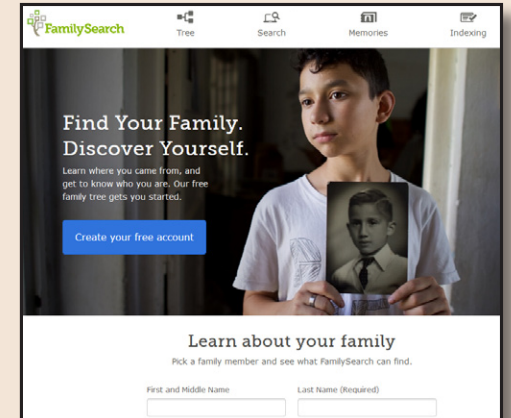 FamilySearch
Tree
Search
Memories
Indexing
Find Your Family.
Discover Yourself.
Learn where you came from, and
get to know who you are. Our free
family tree gets you started.
Create your free account
Learn about your family
Pick a family member and see what FamilySearch can find.
First and Middle Name
Last Name (Required)